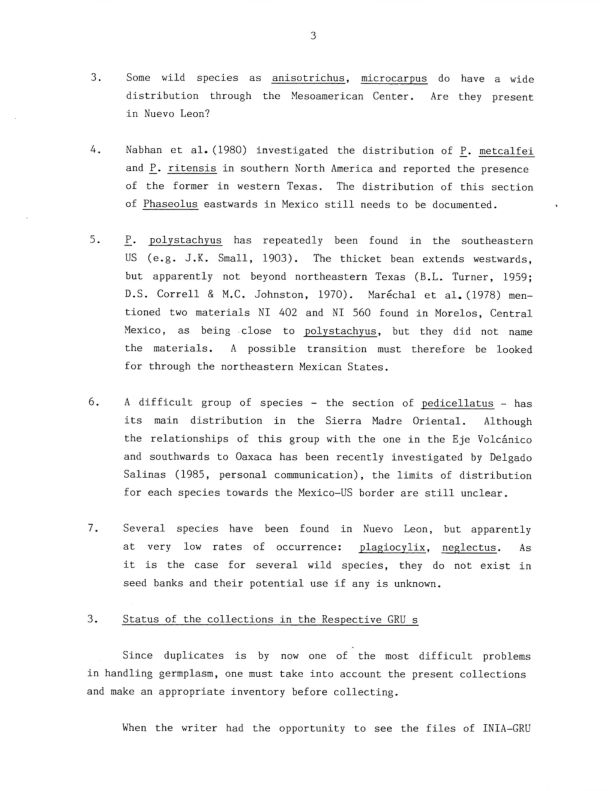 3
3. Some wild species as anisotrichus, microcarpus do have a wide
distribution through the Mesoamerican Center. Are they present
in Nuevo Leon?
4. Nabhan et al. (1980) investigated the distribution of P. metcalfei
and P. ritensis in southern North America and reported the presence
of the former in western Texas. The distribution of this section
of Phaseolus eastwards in Mexico still needs to be documented.
5. P. polystachyus has repeatedly been found in the southeastern
US (e.g. J.K. Small, 1903). The thicket bean extends westwards,
but apparently not beyond northeastern Texas (B.L. Turner, 1959;
D.S. Correll & M.C. Johnston, 1970). Maréchal et al. (1978) men-
tioned two materials NI 402 and NI 560 found in Morelos, Central
Mexico, as being close to polystachyus, but they did not name
the materials. A possible transition must therefore be looked
for through the northeastern Mexican States.
6. A difficult group of species – the section of pedicellatus – has
its main distribution in the Sierra Madre Oriental. Although
the relationships of this group with the one in the Eje Volcánico
and southwards to Oaxaca has been recently investigated by Delgado
Salinas (1985, personal communication), the limits of distribution
for each species towards the Mexico–US border are still unclear.
7. Several species have been found in Nuevo Leon, but apparently
at very low rates of occurrence: plagiocylix, neglectus. As
it is the case for several wild species, they do not exist in
seed banks and their potential use if any is unknown.
3. Status of the collections in the Respective GRU s
Since duplicates is by now one of the most difficult problems
in handling germplasm, one must take into account the present collections
and make an appropriate inventory before collecting.
When the writer had the opportunity to see the files of INIA–GRU